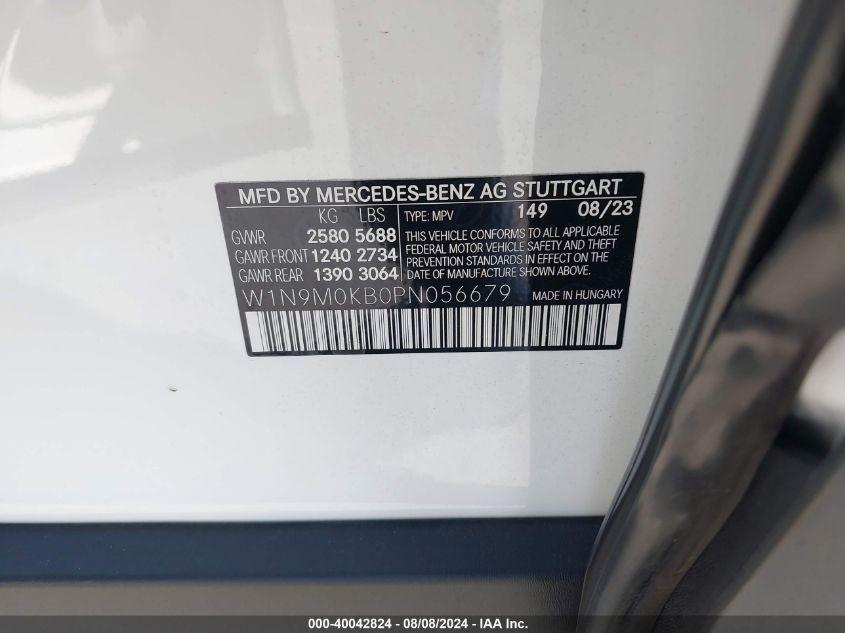 MFD BY MERCEDES-BENZ AG STUTTGART
KG LBS TYPE: MPV 149 08/23
GVWR 2580 5688 THIS VEHICLE CONFORMS TO ALL APPLICABLE
FEDERAL MOTOR VEHICLE SAFETY AND THEFT
GAWR FRONT 1240 2734 PREVENTION STANDARDS IN EFFECT ON THE
GAWR REAR 1390 3064 DATE OF MANUFACTURE SHOWN ABOVE.
W1N9M0KB0PN056679 MADE IN HUNGARY
000-40042824 - 08/08/2024 - IAA Inc.